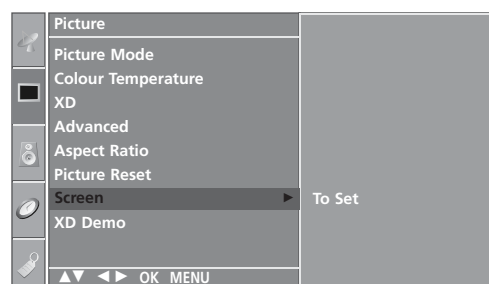 Picture
Picture Mode
Colour Temperature
XD
Advanced
Aspect Ratio
Picture Reset
Screen ► To Set
XD Demo
▲▼ ◄► OK MENU